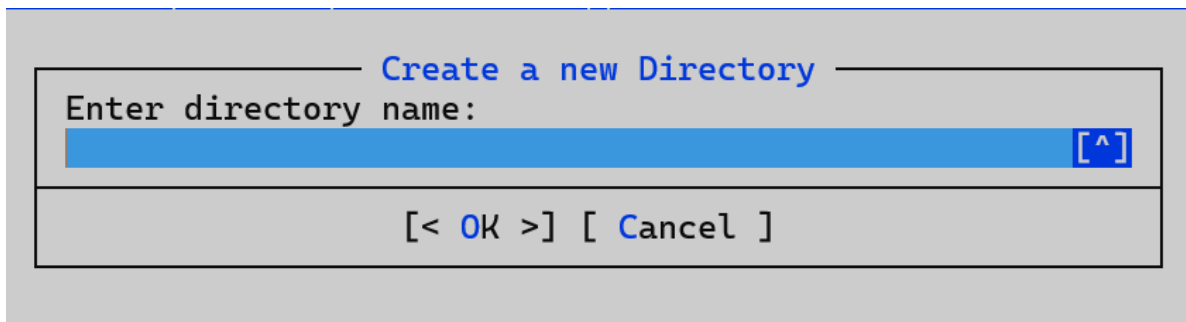 Create a new Directory
Enter directory name:
[^]
[< OK >] [ Cancel ]